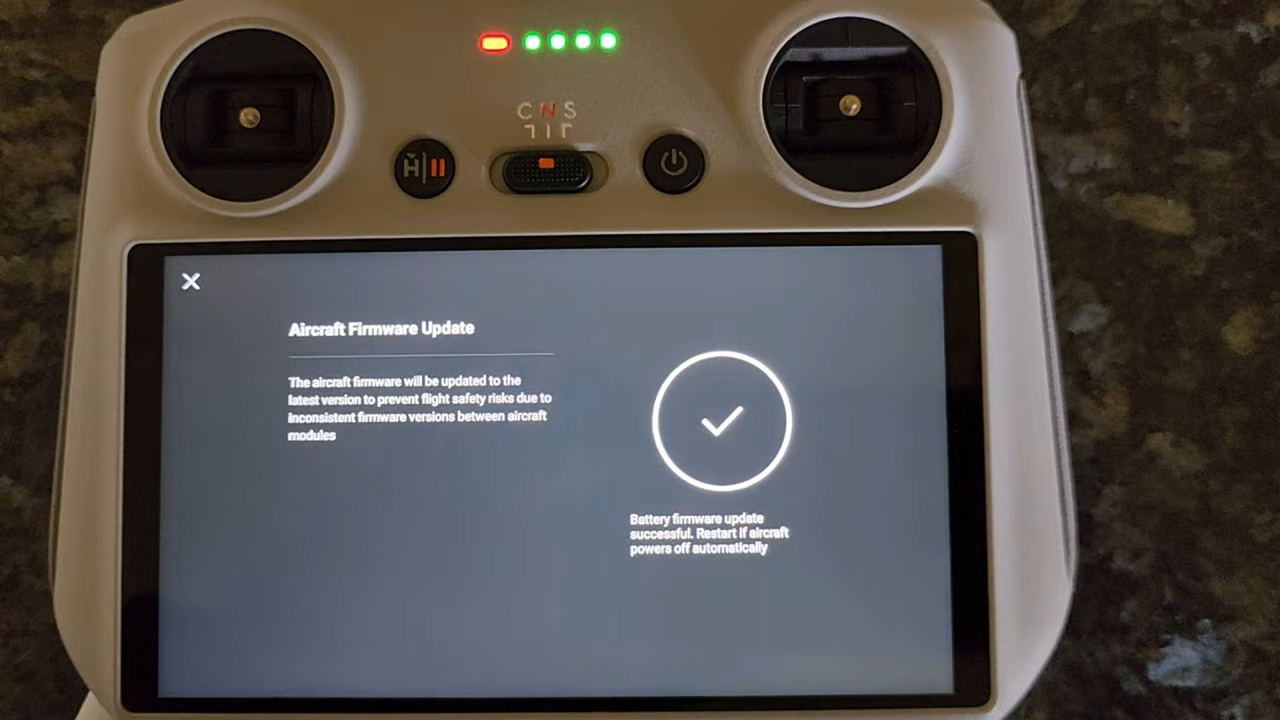 C N S
H
Aircraft Firmware Update
The aircraft firmware will be updated to the
latest version to prevent flight safety risks due to
inconsistent firmware versions between aircraft
modules
Battery firmware update
successful. Restart if aircraft
powers off automatically